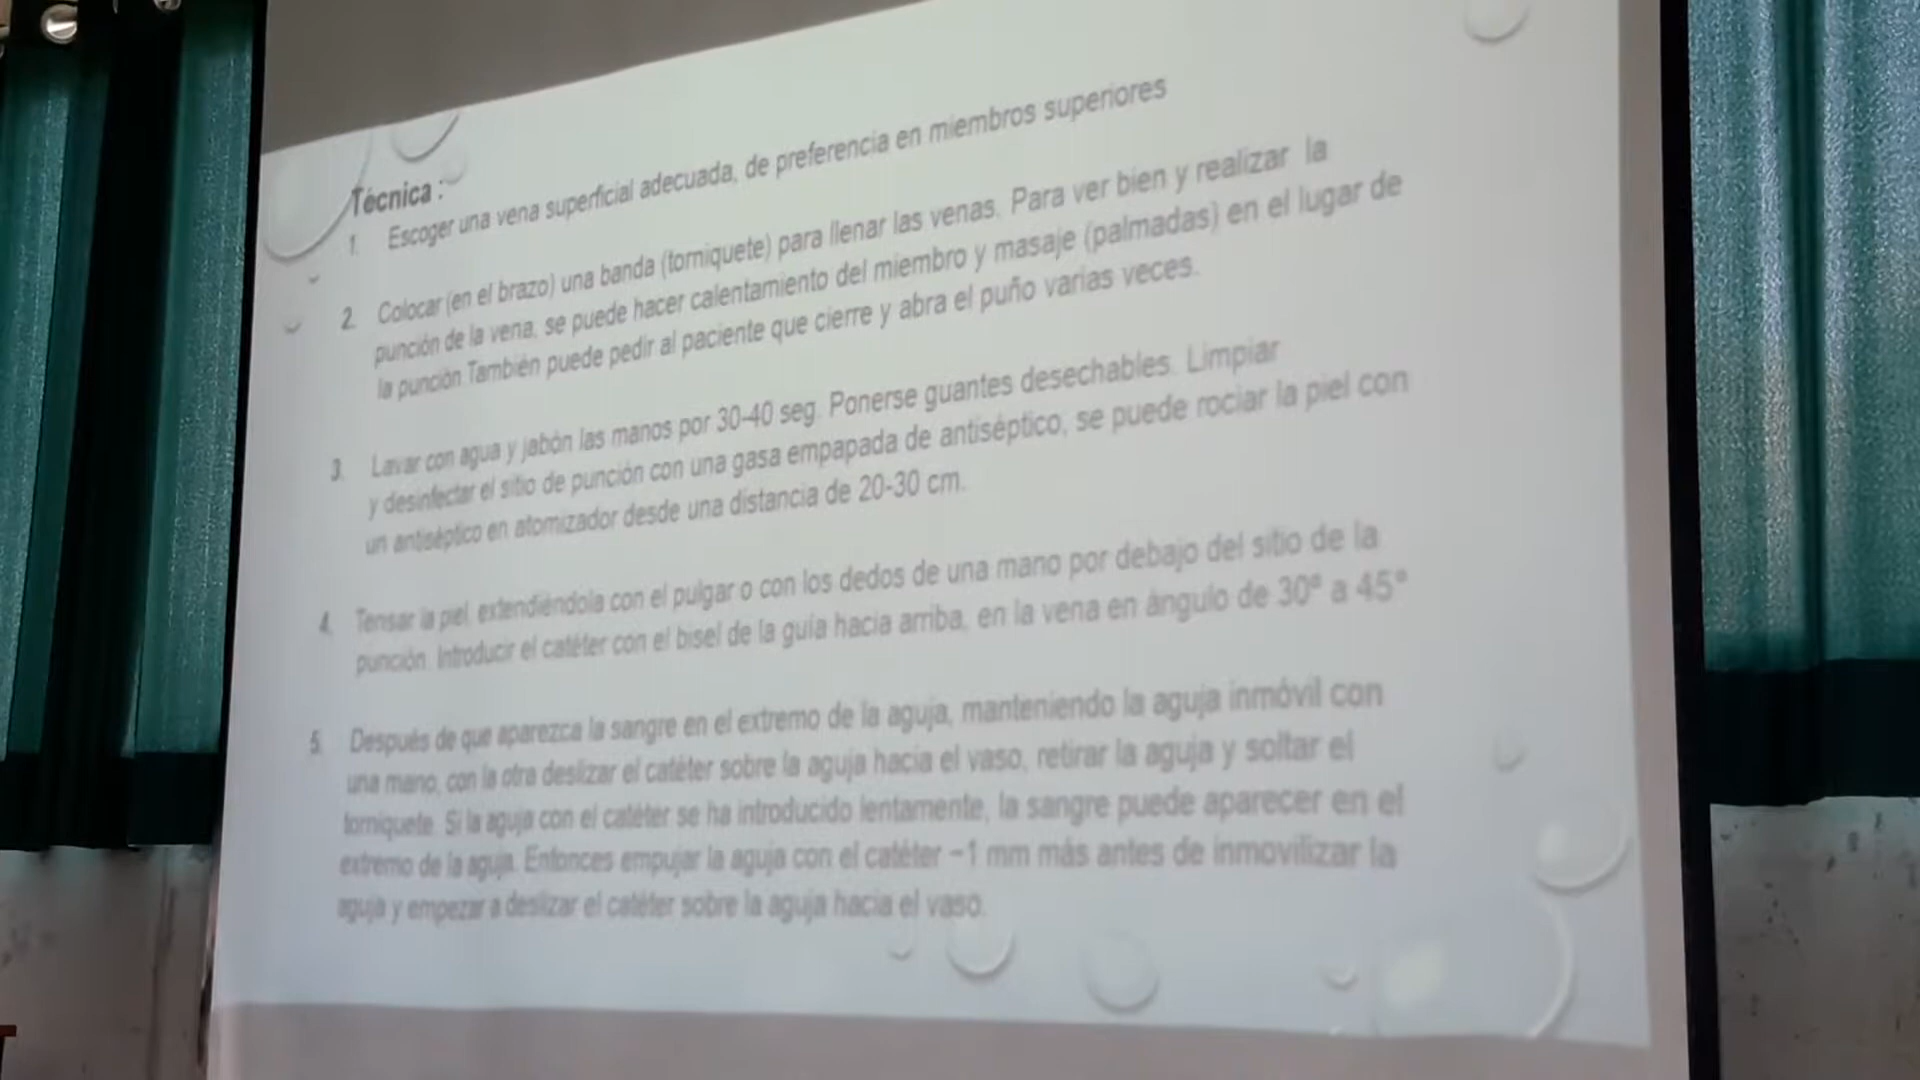 Técnica :
1. Escoger una vena superficial adecuada, de preferencia en miembros superiores
2. Colocar (en el brazo) una banda (torniquete) para llenar las venas. Para ver bien y realizar la
punción de la vena, se puede hacer calentamiento del miembro y masaje (palmadas) en el lugar de
la punción También puede pedir al paciente que cierre y abra el puño varias veces.
3. Lavar con agua y jabón las manos por 30-40 seg. Ponerse guantes desechables. Limpiar
y desinfectar el sitio de punción con una gasa empapada de antiséptico, se puede rociar la piel con
un antiséptico en atomizador desde una distancia de 20-30 cm.
4. Tensar la piel, extendiéndola con el pulgar o con los dedos de una mano por debajo del sitio de la
punción. Introducir el catéter con el bisel de la guía hacia arriba, en la vena en ángulo de 30º a 45º
5. Después de que aparezca la sangre en el extremo de la aguja, manteniendo la aguja inmóvil con
una mano, con la otra deslizar el catéter sobre la aguja hacia el vaso, retirar la aguja y soltar el
torniquete. Si la aguja con el catéter se ha introducido lentamente, la sangre puede aparecer en el
extremo de la aguja. Entonces empujar la aguja con el catéter ~1 mm más antes de inmovilizar la
aguja y empezar a deslizar el catéter sobre la aguja hacia el vaso.